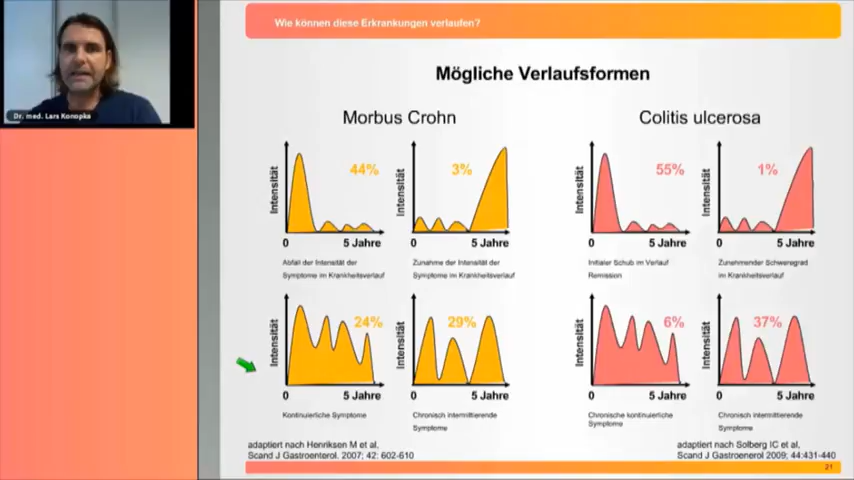 Wie können diese Erkrankungen verlaufen?
Dr. med. Lars Konopka
Mögliche Verlaufsformen
Morbus Crohn
Intensität
44%
0
5 Jahre
Abfall der Intensität der
Symptome im Krankheitsverlauf
Intensität
3%
0
5 Jahre
Zunahme der Intensität der
Symptome im Krankheitsverlauf
Intensität
24%
0
5 Jahre
Kontinuierliche Symptome
Intensität
29%
0
5 Jahre
Chronisch intermittierende
Symptome
adaptiert nach Henriksen M et al.
Scand J Gastroenterol. 2007; 42: 602-610
Colitis ulcerosa
Intensität
55%
0
5 Jahre
Initialer Schub im Verlauf
Remission
Intensität
1%
0
5 Jahre
Zunehmender Schweregrad
im Krankheitsverlauf
Intensität
6%
0
5 Jahre
Chronische kontinuierliche
Symptome
Intensität
37%
0
5 Jahre
Chronisch intermittierende
Symptome
adaptiert nach Solberg IC et al,
Scand J Gastroenerol 2009; 44:431-440
21